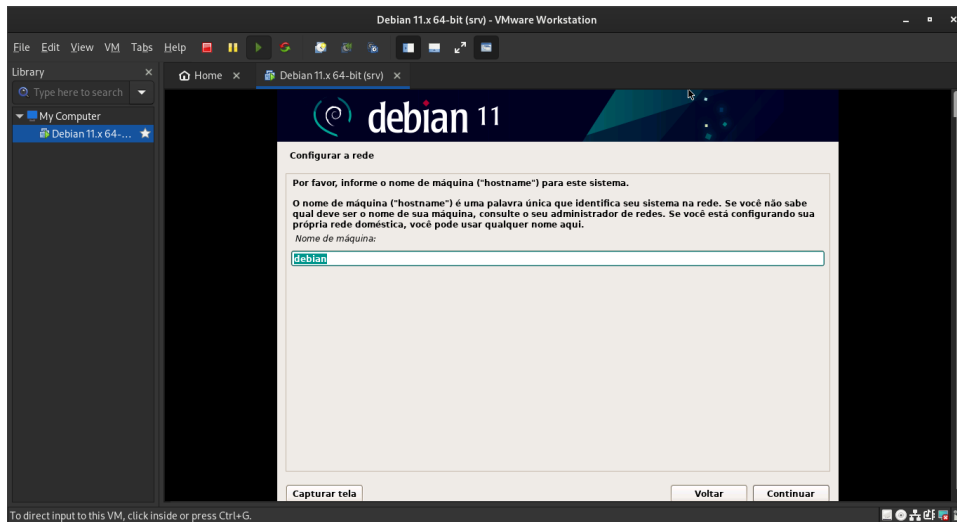 Debian 11.x 64-bit (srv) - VMware Workstation
File Edit View VM Tabs Help
Library
Home
Debian 11.x 64-bit (srv)
Type here to search
My Computer
Debian 11.x 64-...
debian 11
Configurar a rede
Por favor, informe o nome de máquina ("hostname") para este sistema.
O nome de máquina ("hostname") é uma palavra única que identifica seu sistema na rede. Se você não sabe
qual deve ser o nome de sua máquina, consulte o seu administrador de redes. Se você está configurando sua
própria rede doméstica, você pode usar qualquer nome aqui.
Nome de máquina:
debian
Capturar tela
Voltar
Continuar
To direct input to this VM, click inside or press Ctrl+G.